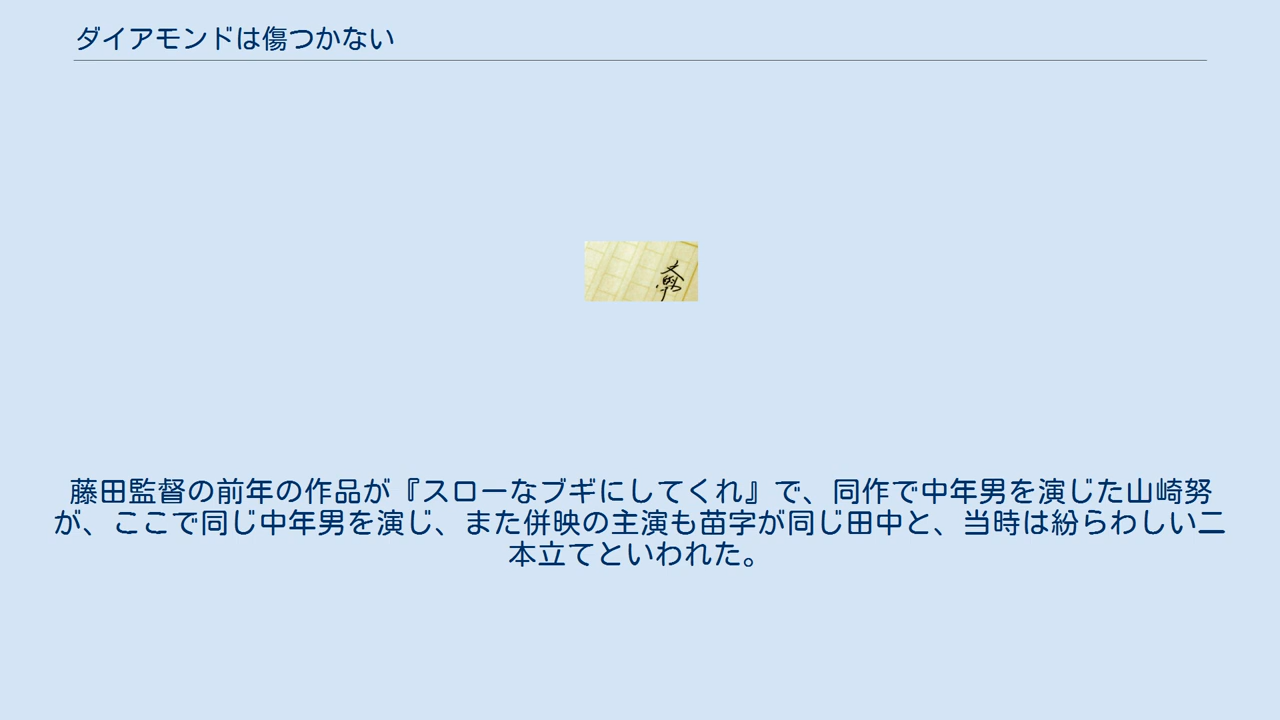 ダイアモンドは傷つかない
藤田監督の前年の作品が『スローなブギにしてくれ』で、同作で中年男を演じた山崎努
が、ここで同じ中年男を演じ、また併映の主演も苗字が同じ田中と、当時は紛らわしい二
本立てといわれた。